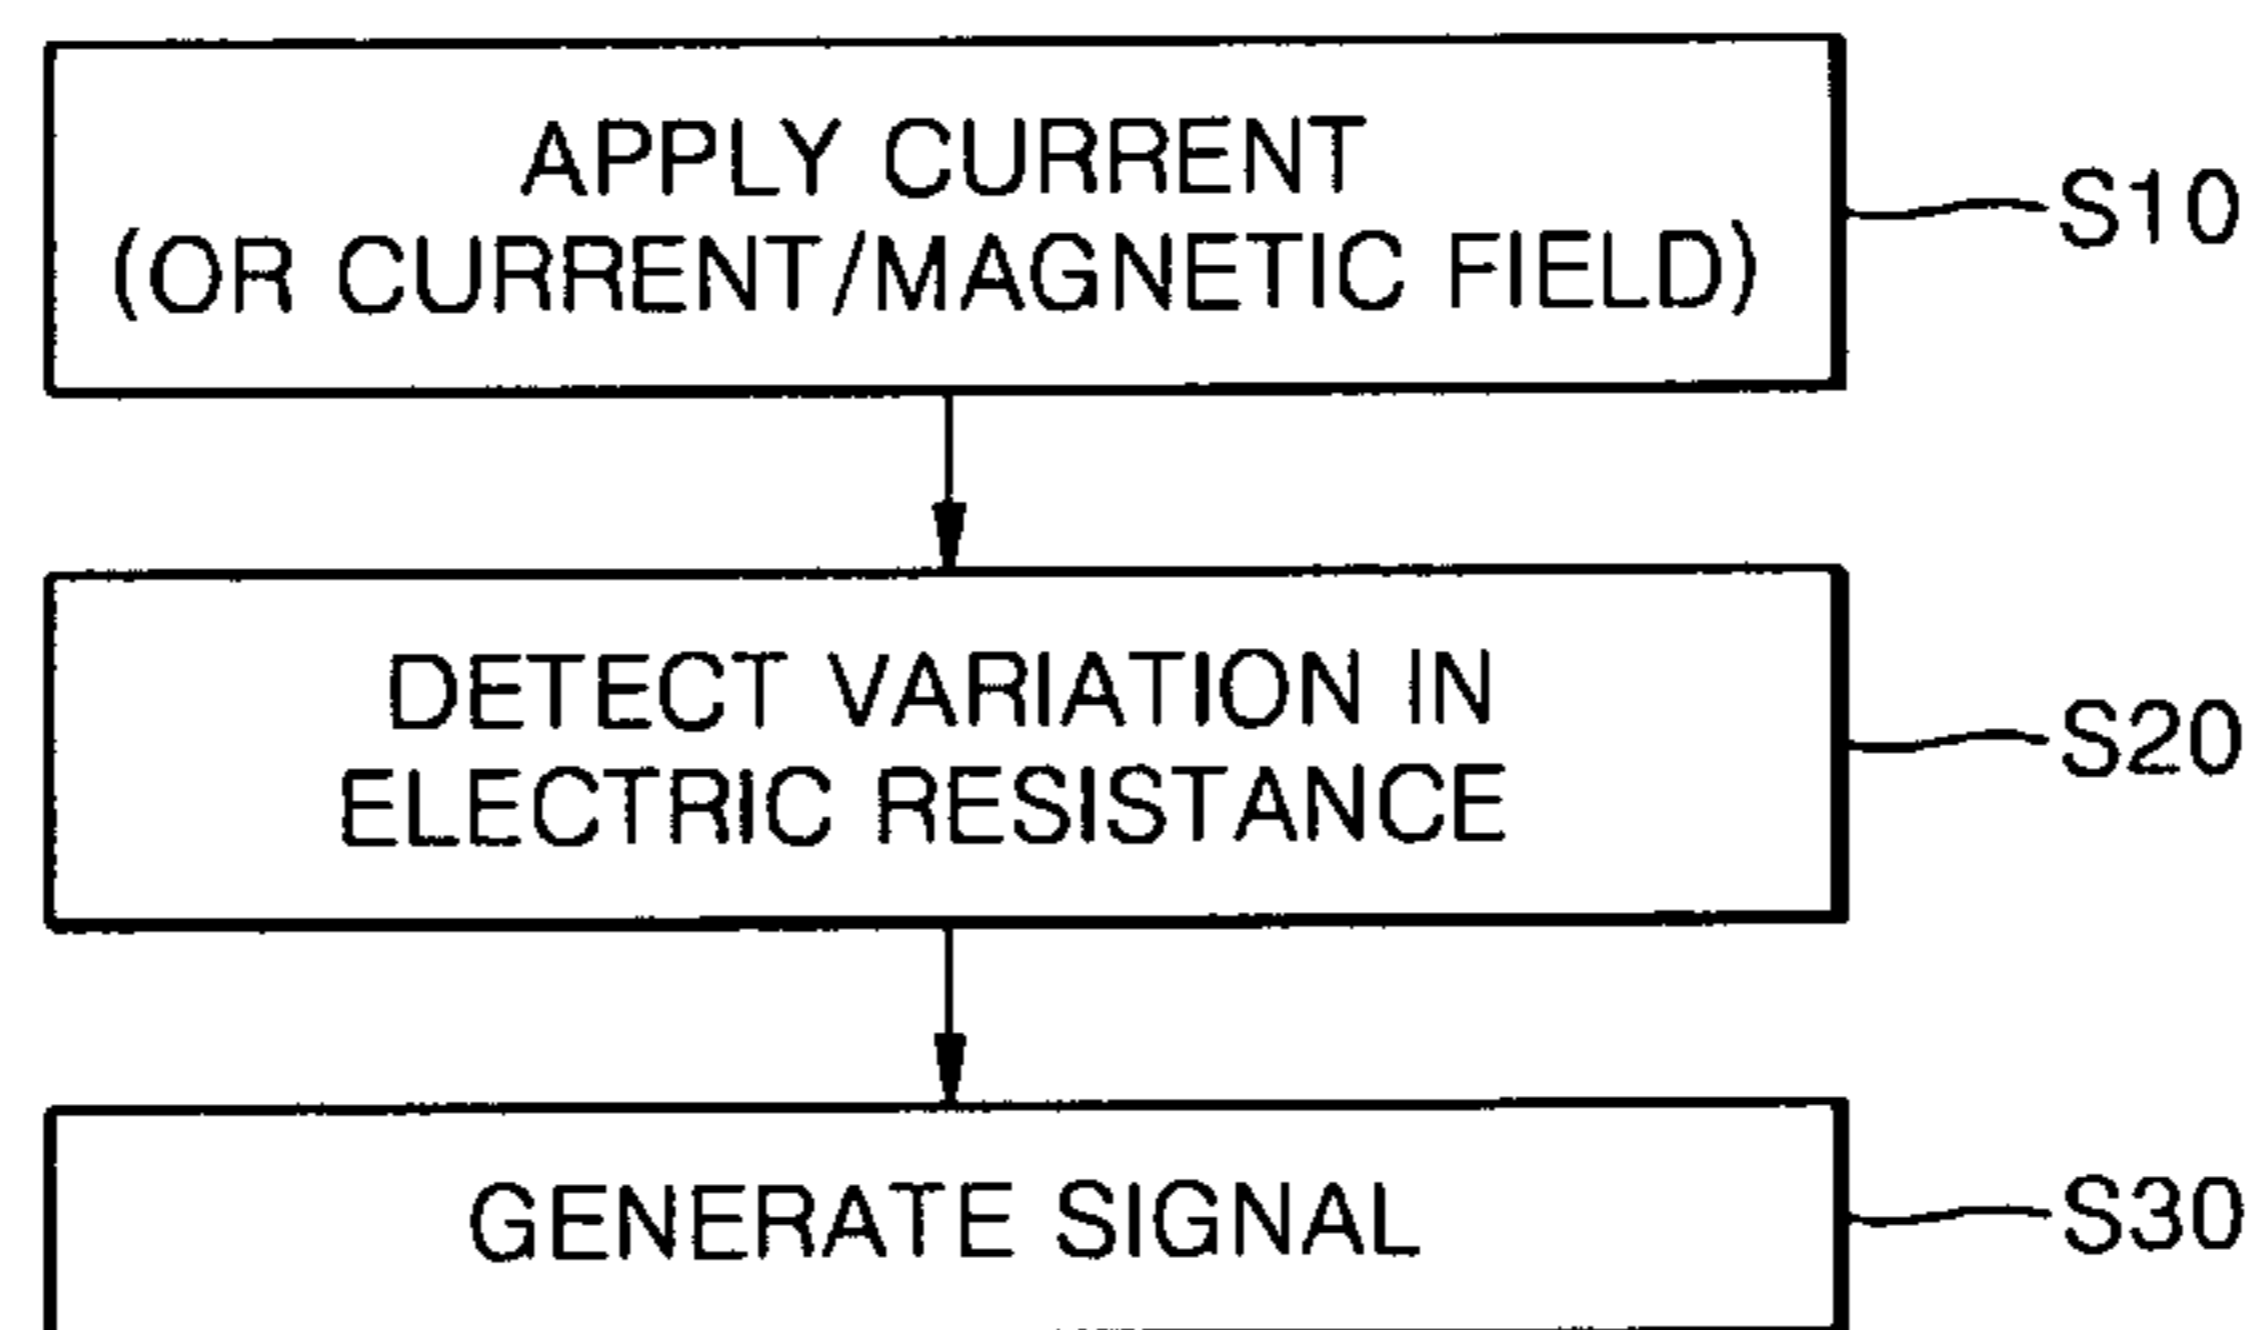 APPLY CURRENT
(OR CURRENT/MAGNETIC FIELD)
S10
DETECT VARIATION IN
ELECTRIC RESISTANCE
S20
GENERATE SIGNAL
S30